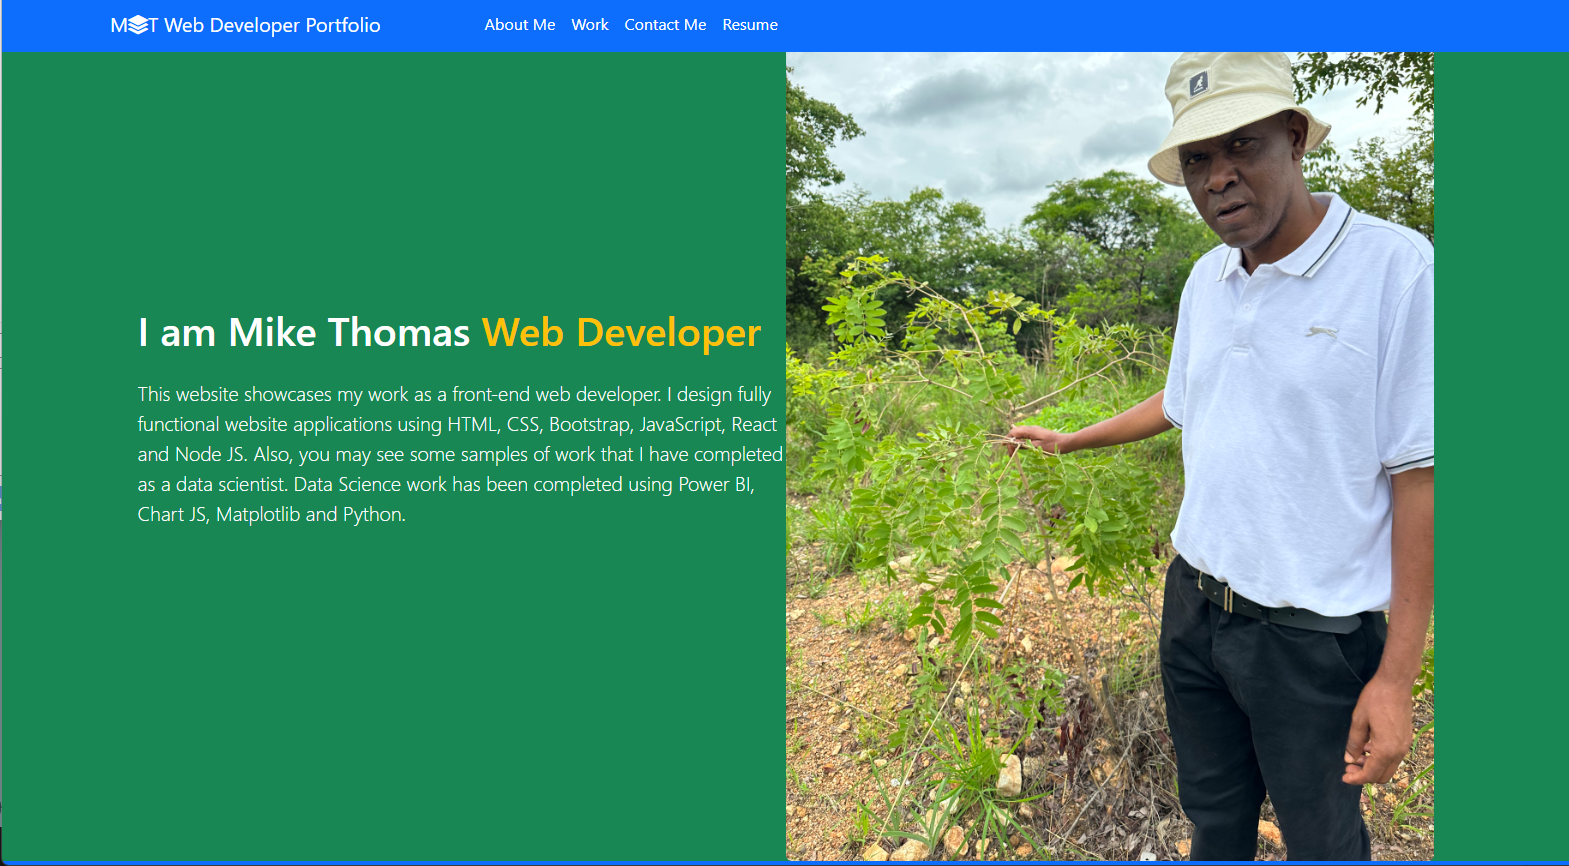 M T Web Developer Portfolio
About Me Work Contact Me Resume
I am Mike Thomas Web Developer
This website showcases my work as a front-end web developer. I design fully
functional website applications using HTML, CSS, Bootstrap, JavaScript, React
and Node JS. Also, you may see some samples of work that I have completed
as a data scientist. Data Science work has been completed using Power BI,
Chart JS, Matplotlib and Python.